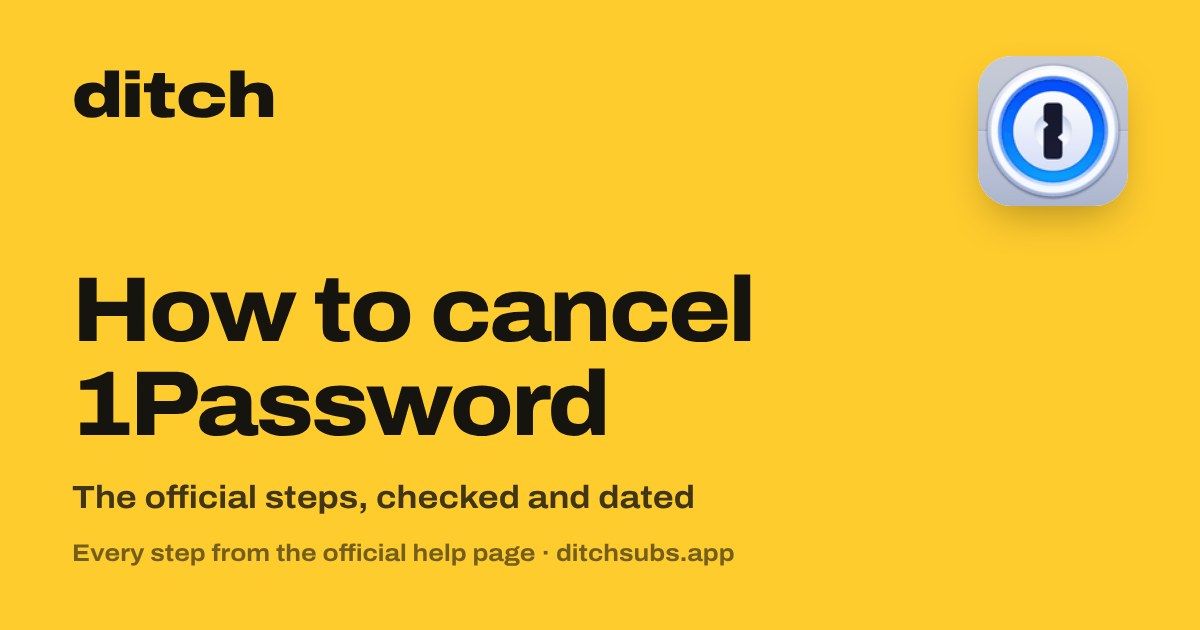 ditch
How to cancel
1Password
The official steps, checked and dated
Every step from the official help page · ditchsubs.app